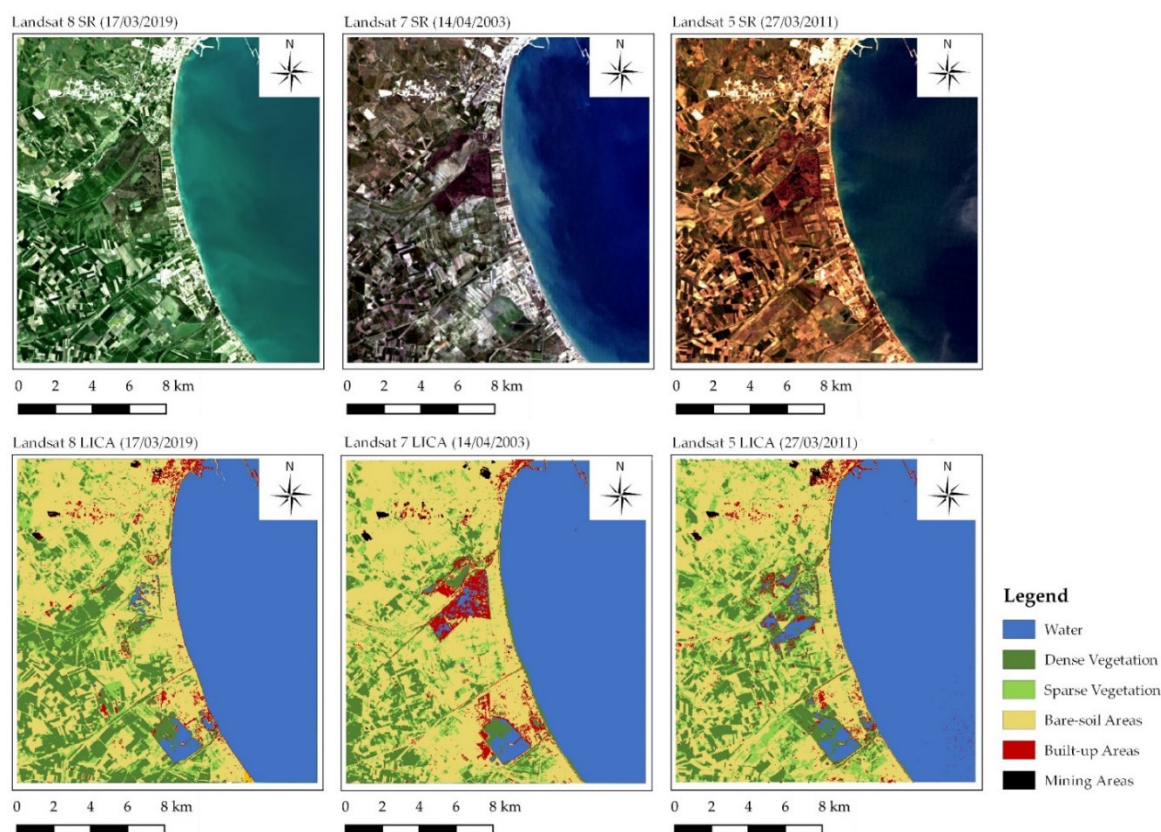 Landsat 8 SR (17/03/2019)
Landsat 7 SR (14/04/2003)
Landsat 5 SR (27/03/2011)
N
N
N
0 2 4 6 8 km
0 2 4 6 8 km
0 2 4 6 8 km
Landsat 8 LICA (17/03/2019)
Landsat 7 LICA (14/04/2003)
Landsat 5 LICA (27/03/2011)
N
N
N
Legend
Water
Dense Vegetation
Sparse Vegetation
Bare-soil Areas
Built-up Areas
Mining Areas
0 2 4 6 8 km
0 2 4 6 8 km
0 2 4 6 8 km